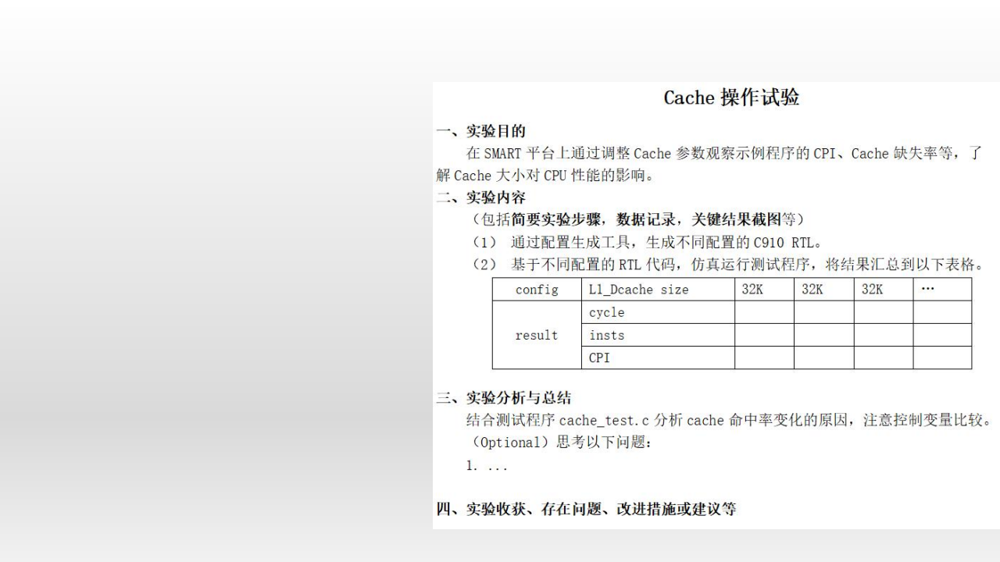 Cache 操作试验
一、实验目的
在 SMART 平台上通过调整 Cache 参数观察示例程序的 CPI、Cache 缺失率等，了
解 Cache 大小对 CPU 性能的影响。
二、实验内容
（包括简要实验步骤，数据记录，关键结果截图等）
（1） 通过配置生成工具，生成不同配置的 C910 RTL。
（2） 基于不同配置的 RTL 代码，仿真运行测试程序，将结果汇总到以下表格。
config L1_Dcache size 32K 32K 32K …
cycle
result insts
CPI
三、实验分析与总结
结合测试程序 cache_test.c 分析 cache 命中率变化的原因，注意控制变量比较。
（Optional）思考以下问题：
1. ...
四、实验收获、存在问题、改进措施或建议等